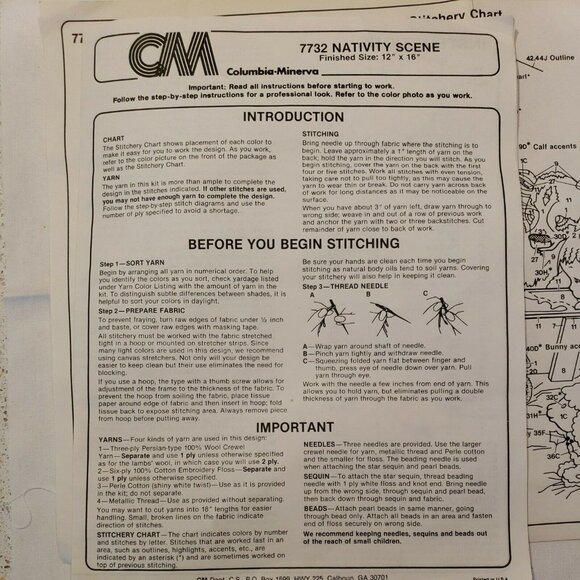 77
Stitchery Chart
CM
Columbia-Minerva
7732 NATIVITY SCENE
Finished Size: 12" x 16"
Important: Read all instructions before starting to work.
Follow the step-by-step instructions for a professional look. Refer to the color photo as you work.
INTRODUCTION
CHART
The Stitchery Chart shows placement of each color to
make it easy for you to work the design. As you work,
refer to the color picture on the front of the package as
well as the Stitchery Chart.
YARN
The yarn in this kit is more than ample to complete the
design in the stitches indicated. If other stitches are used,
you may not have enough yarn to complete the design.
Follow the step-by-step stitch diagrams and use the
number of ply specified to avoid a shortage.
STITCHING
Bring needle up through fabric where the stitching is to
begin. Leave approximately a 1" length of yarn on the
back; hold the yarn in the direction you will stitch. As you
begin stitching, cover the yarn on the back with the first
four or five stitches. Work all stitches with even tension,
taking care not to pull too tightly, as this may cause the
yarn to wear thin or break. Do not carry yarn across back
of work for long distances as it may be noticeable on the
surface.
When you have about 3" of yarn left, draw yarn through to
wrong side; weave in and out of a row of previous work
and anchor the yarn with two or three backstitches. Cut
remainder of yarn close to back of work.
BEFORE YOU BEGIN STITCHING
Step 1—SORT YARN
Begin by arranging all yarn in numerical order. To help
you identify the colors as you sort, check yardage listed
under Yarn Color Listing with the amount of yarn in the
kit. To distinguish subtle differences between shades, it is
helpful to sort your colors in daylight.
Step 2—PREPARE FABRIC
To prevent fraying, turn raw edges of fabric under ½ inch
and baste, or cover raw edges with masking tape.
All stitchery must be worked with the fabric stretched
tight in a hoop or mounted on stretcher strips. Since
many light colors are used in this design, we recommend
using canvas stretchers. Not only will your design be
easier to keep clean but their use eliminates the need for
blocking.
If you use a hoop, the type with a thumb screw allows for
adjustment of the frame to the thickness of the fabric. To
prevent the hoop from soiling the fabric, place tissue
paper around edge of fabric and then insert in hoop; fold
tissue back to expose stitching area. Always remove piece
from hoop before putting away.
Be sure your hands are clean each time you begin
stitching as natural body oils tend to soil yarns. Covering
your stitchery will also help in keeping it clean.
Step 3—THREAD NEEDLE
A B C
A—Wrap yarn around shaft of needle.
B—Pinch yarn tightly and withdraw needle.
C—Squeezing folded yarn flat between finger and
thumb, press eye of needle down over yarn. Pull
yarn through eye.
Work with the needle a few inches from end of yarn. This
allows you to hold yarn, but eliminates pulling a double
thickness of yarn through the fabric as you work.
IMPORTANT
YARNS—Four kinds of yarn are used in this design:
1—Three-ply Persian-type 100% Wool Crewel
Yarn—Separate and use 1 ply unless otherwise specified
as for the lambs' wool, in which case you will use 2 ply.
2—Six-ply 100% Cotton Embroidery Floss—Separate and
use 1 ply unless otherwise specified.
3—Perle Cotton (shiny white twist)—Use as it is provided
in the kit; do not separate.
4—Metallic Thread—Use as provided without separating.
You may want to cut yarns into 18" lengths for easier
handling. Small, broken lines on the fabric indicate
direction of stitches.
STITCHERY CHART—The chart indicates colors by number
and stitches by letter. Stitches that are worked last in an
area, such as outlines, highlights, accents, etc., are
indicated by an asterisk (*) and are sometimes worked on
top of previous stitching.
NEEDLES—Three needles are provided. Use the larger
crewel needle for yarn, metallic thread and Perle cotton
and the smaller for floss. The beading needle is used
when attaching the star sequin and pearl beads.
SEQUIN—To attach the star sequin, thread beading
needle with 1 ply white floss and knot end. Bring needle
up from the wrong side, through sequin and pearl bead,
then back down through sequin and fabric.
BEADS—Attach pearl beads in same manner, going
through bead only. Attach all beads in an area and fasten
end of floss securely on wrong side.
We recommend keeping needles, sequins and beads out
of the reach of small children.
CM Dept. C.S., P.O. Box 1599, HWY 225, Calhoun, GA 30701
Printed in U.S.A.
42,44J Outline
90* Calf accents
40D* Bunny acc
35F